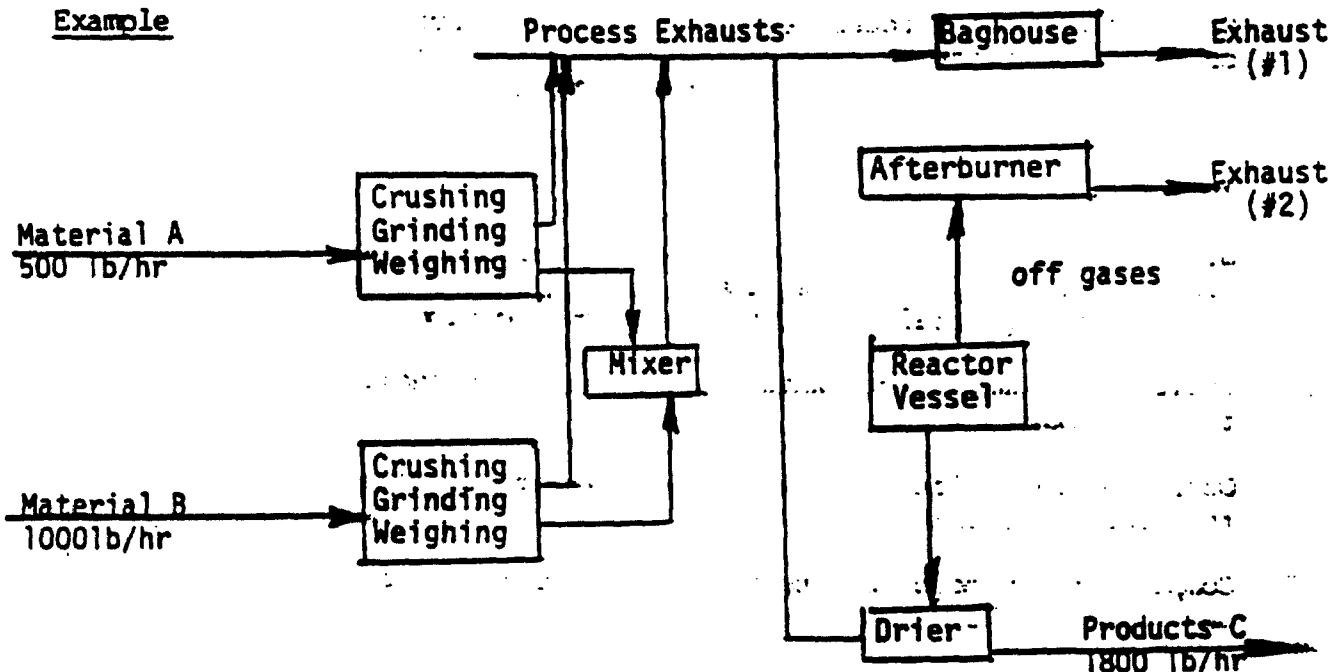 Example
Process Exhausts
Baghouse
Exhaust
(#1)
Afterburner
Exhaust
(#2)
Crushing
Grinding
Weighing
Material A
500 lb/hr
off gases
Mixer
Reactor
Vessel
Crushing
Grinding
Weighing
Material B
1000lb/hr
Drier
Products C
1800 lb/hr